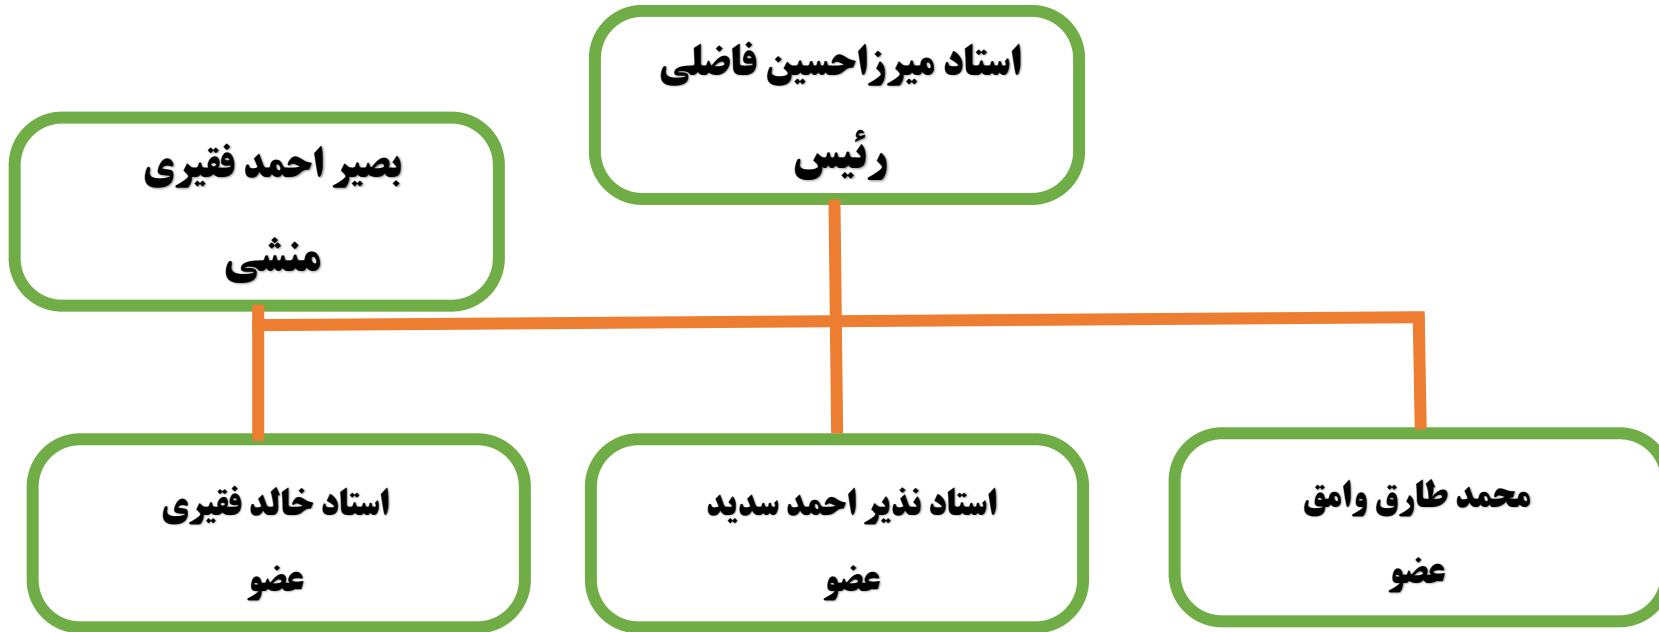 استاد میرزاحسین فاضلی
رئیس
بصیر احمد فقیری
منشی
محمد طارق وامق
عضو
استاد نذیر احمد سدید
عضو
استاد خالد فقیری
عضو